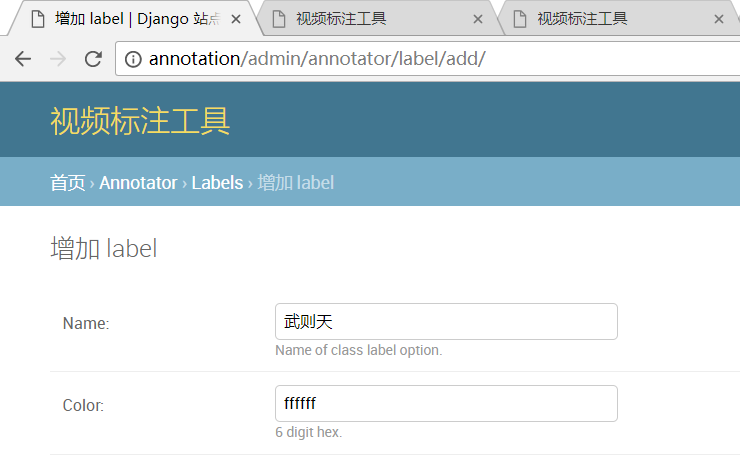 增加 label | Django 站点
视频标注工具
视频标注工具
annotation/admin/annotator/label/add/
视频标注工具
首页 › Annotator › Labels › 增加 label
增加 label
Name:
武则天
Name of class label option.
Color:
ffffff
6 digit hex.